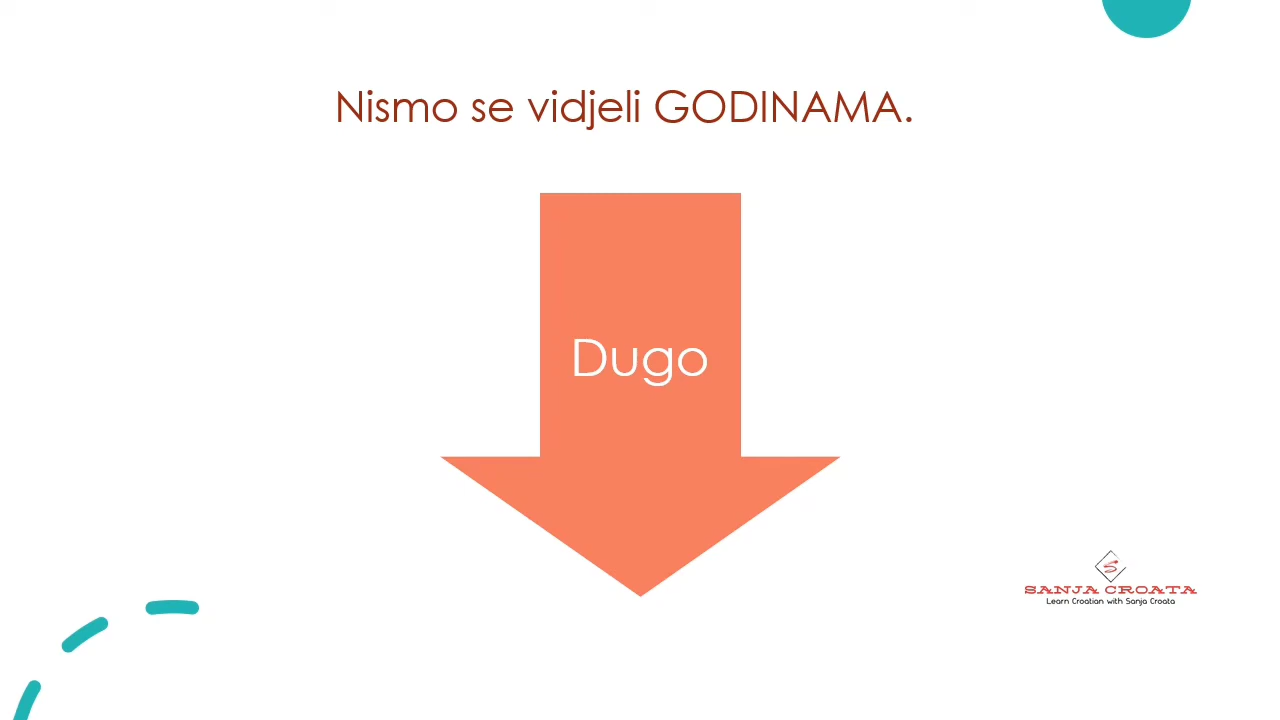 Nismo se vidjeli GODINAMA.
Dugo
S
SANJA CROATA
Learn Croatian with Sanja Croata